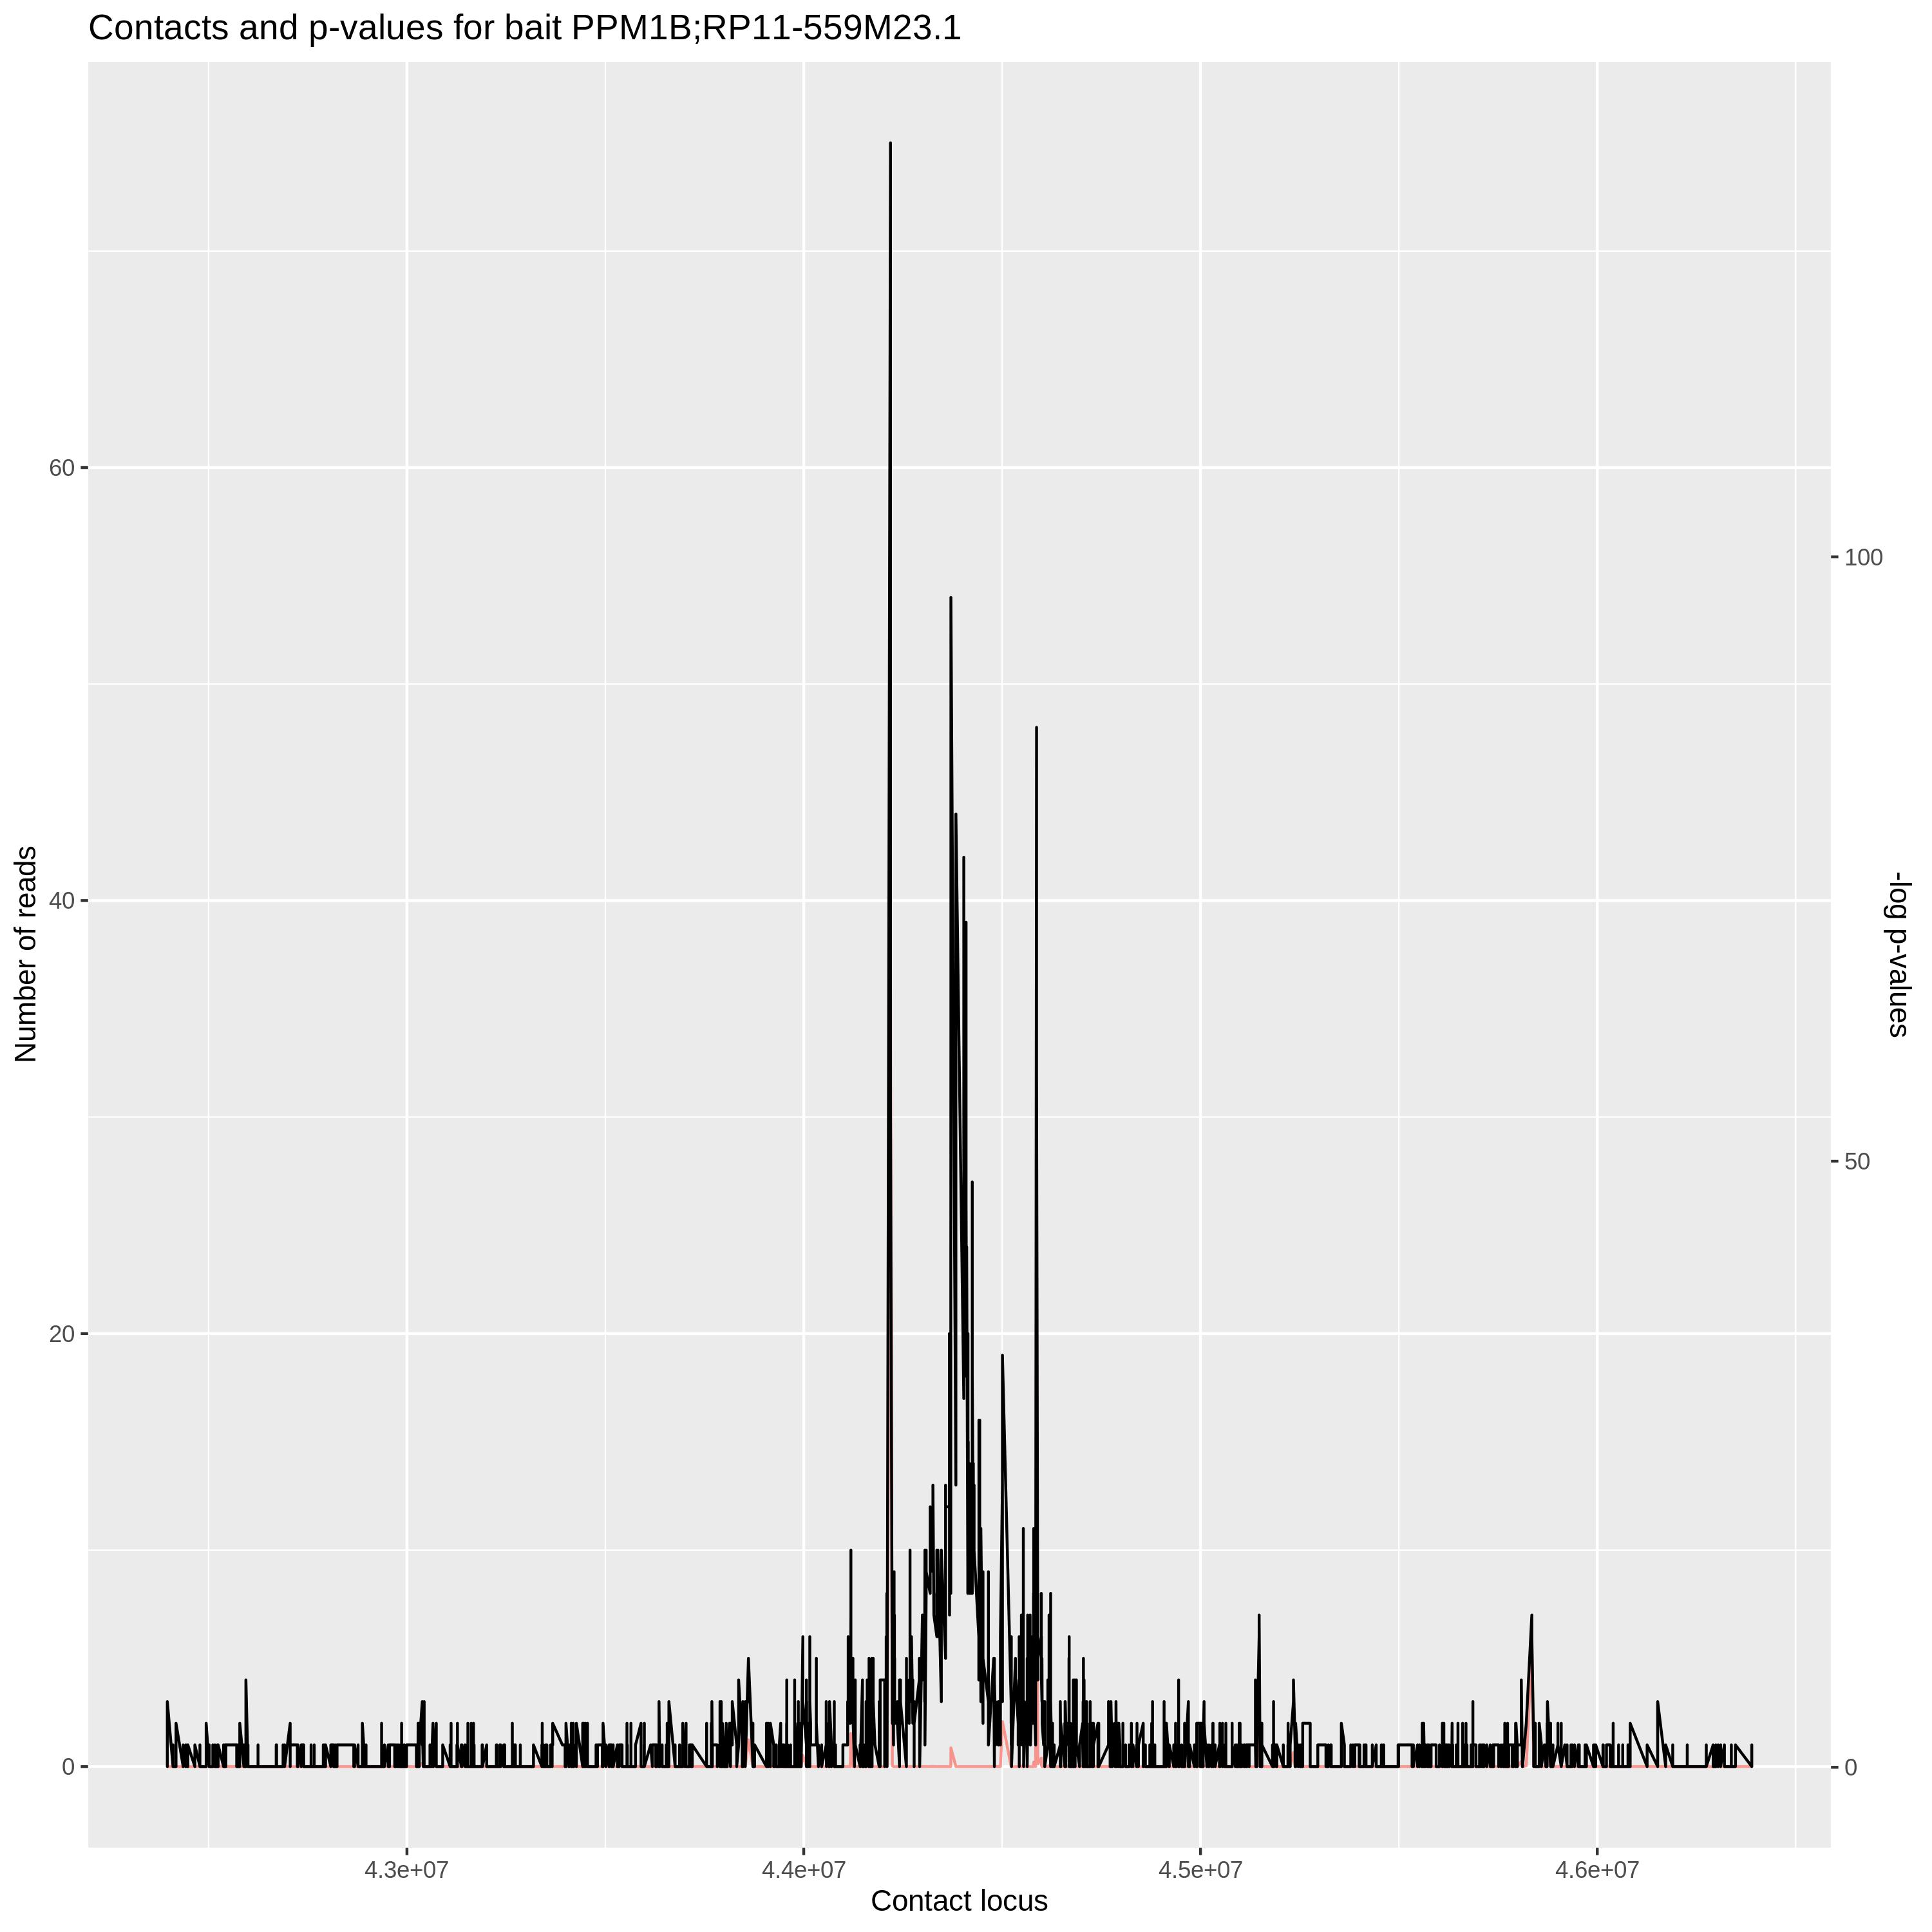 Contacts and p-values for bait PPM1B;RP11-559M23.1
Number of reads
60
40
20
0
100
50
0
-log p-values
4.3e+07
4.4e+07
4.5e+07
4.6e+07
Contact locus